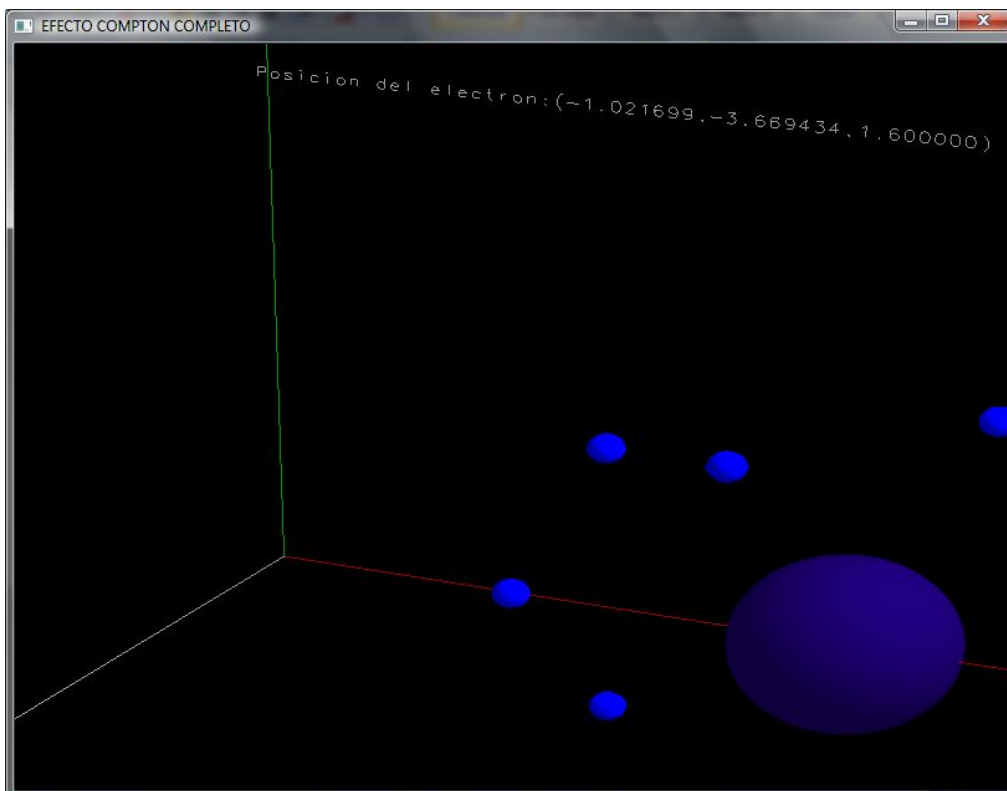 EFECTO COMPTON COMPLETO
Posicion del electron:(-1.021699,-3.669434,1.600000)